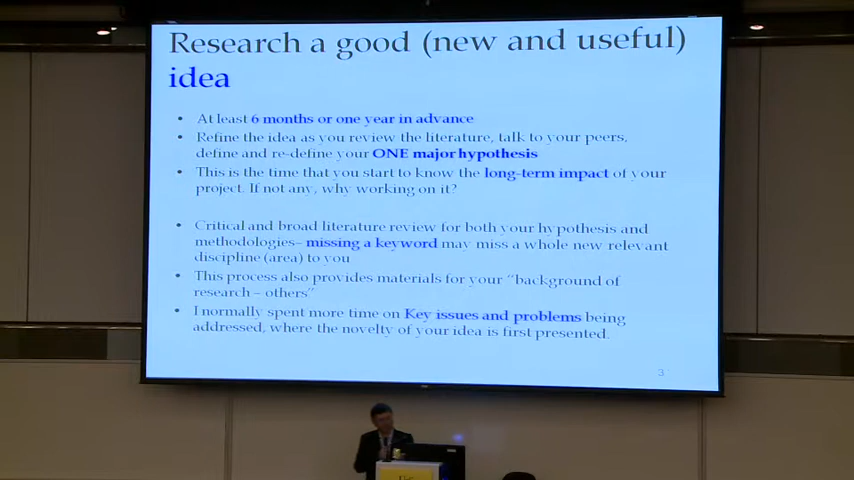 Research a good (new and useful)
idea
• At least 6 months or one year in advance
• Refine the idea as you review the literature, talk to your peers,
define and re-define your ONE major hypothesis
• This is the time that you start to know the long-term impact of your
project. If not any, why working on it?
• Critical and broad literature review for both your hypothesis and
methodologies– missing a keyword may miss a whole new relevant
discipline (area) to you
• This process also provides materials for your “background of
research – others”
• I normally spent more time on Key issues and problems being
addressed, where the novelty of your idea is first presented.
3